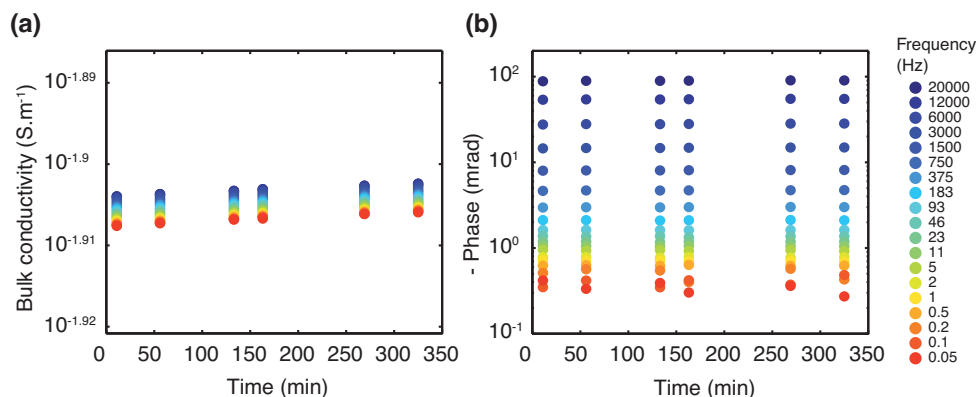 (a)
Bulk conductivity (S.m⁻¹)
10^-1.89
10^-1.9
10^-1.91
10^-1.92
0 50 100 150 200 250 300 350
Time (min)
(b)
- Phase (mrad)
10^2
10^1
10^0
10^-1
0 50 100 150 200 250 300 350
Time (min)
Frequency
(Hz)
20000
12000
6000
3000
1500
750
375
183
93
46
23
11
5
2
1
0.5
0.2
0.1
0.05